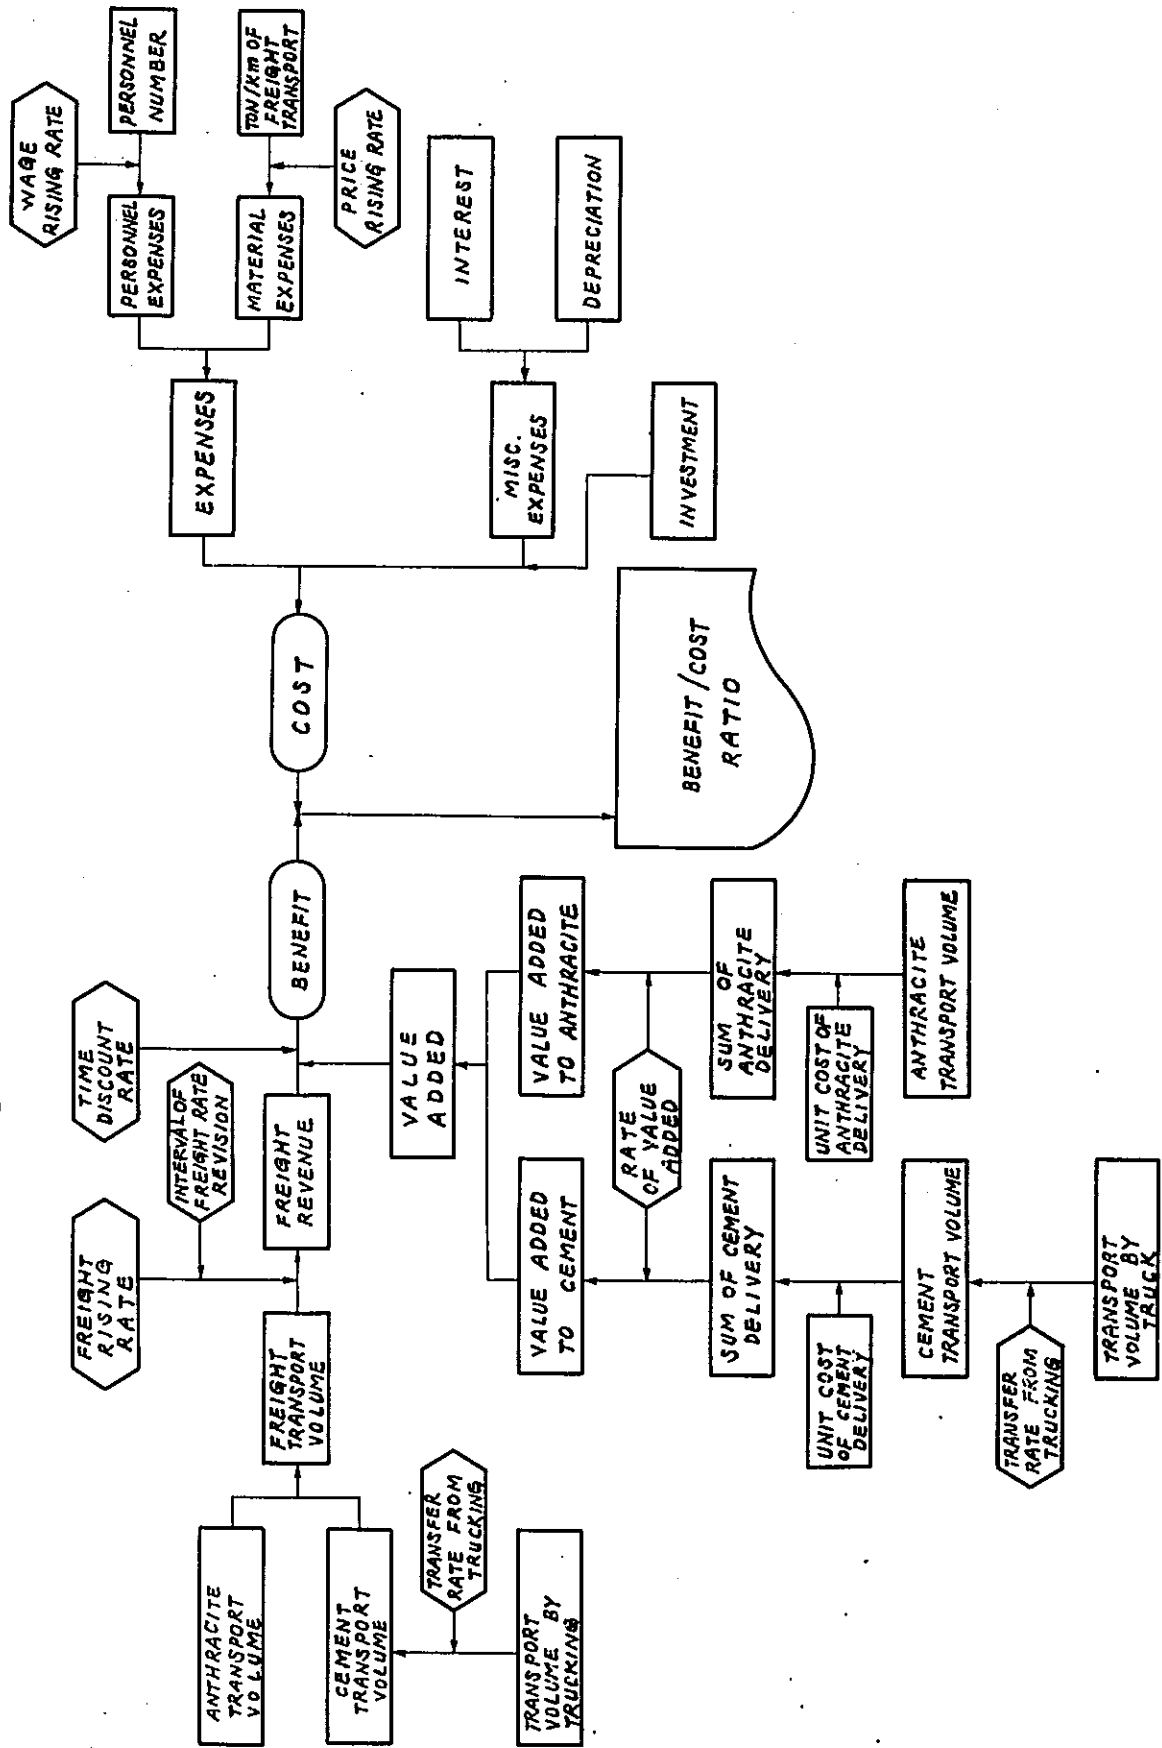 ANTHRACITE
TRANSPORT
VOLUME
CEMENT
TRANSPORT
VOLUME
TRANSFER
RATE FROM
TRUCKING
TRANSPORT
VOLUME BY
TRUCKING
FREIGHT
TRANSPORT
VOLUME
FREIGHT
RISING
RATE
INTERVAL OF
FREIGHT RATE
REVISION
TIME
DISCOUNT
RATE
FREIGHT
REVENUE
BENEFIT
COST
VALUE
ADDED
VALUE ADDED
TO CEMENT
VALUE ADDED
TO ANTHRACITE
RATE
OF VALUE
ADDED
SUM OF CEMENT
DELIVERY
SUM OF
ANTHRACITE
DELIVERY
UNIT COST
OF CEMENT
DELIVERY
UNIT COST OF
ANTHRACITE
DELIVERY
CEMENT
TRANSPORT VOLUME
ANTHRACITE
TRANSPORT VOLUME
TRANSFER
RATE FROM
TRUCKING
TRANSPORT
VOLUME BY
TRUCK
BENEFIT/COST
RATIO
EXPENSES
MISC.
EXPENSES
INVESTMENT
PERSONNEL
EXPENSES
MATERIAL
EXPENSES
INTEREST
DEPRECIATION
WAGE
RISING RATE
PERSONNEL
NUMBER
TON/Km OF
FREIGHT
TRANSPORT
PRICE
RISING RATE